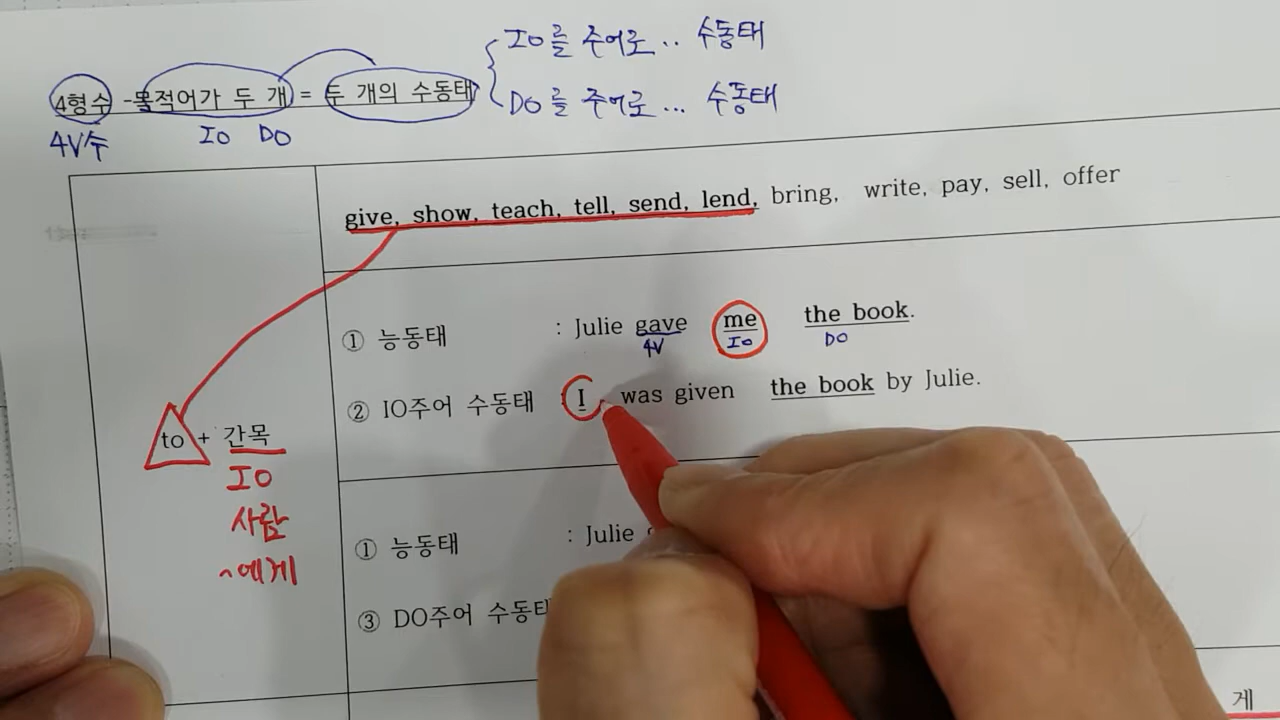 IO를 주어로.. 수동태
4형수 -목적어가 두 개 = 두 개의 수동태
DO를 주어로... 수동태
4V수 IO DO
give, show, teach, tell, send, lend, bring, write, pay, sell, offer
① 능동태 : Julie gave me the book.
4V IO DO
② IO주어 수동태 : I was given the book by Julie.
to + 간목
IO
사람
~에게
① 능동태 : Julie
③ DO주어 수동태
게